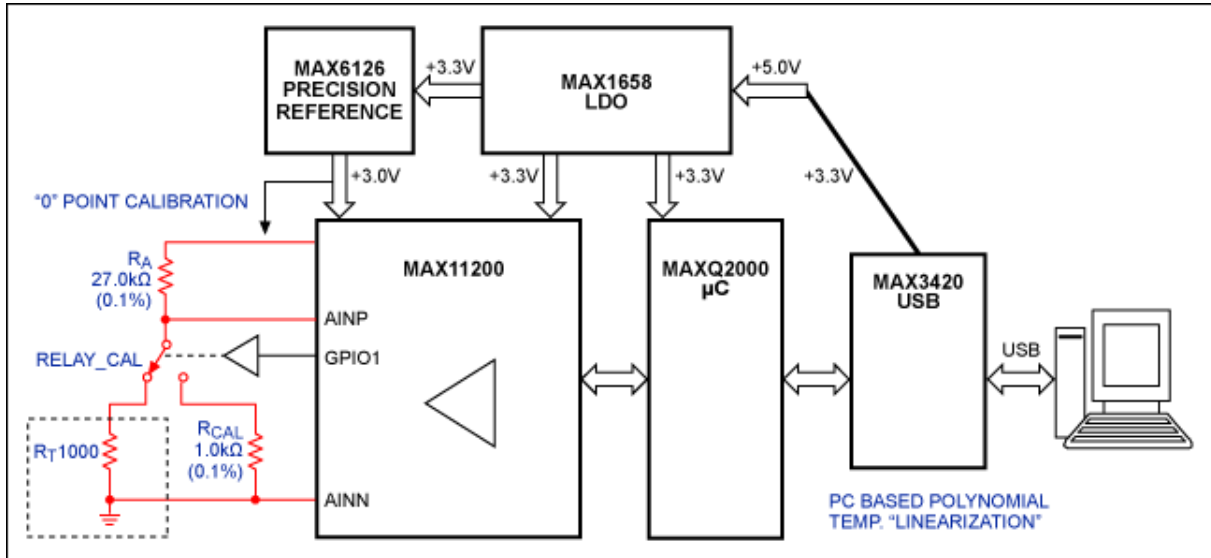 MAX6126
PRECISION
REFERENCE
+3.3V
MAX1658
LDO
+5.0V
+3.0V
+3.3V
+3.3V
+3.3V
"0" POINT CALIBRATION
RA
27.0kΩ
(0.1%)
MAX11200
MAXQ2000
µC
MAX3420
USB
AINP
RELAY_CAL
GPIO1
USB
RCAL
1.0kΩ
(0.1%)
RT1000
AINN
PC BASED POLYNOMIAL
TEMP. "LINEARIZATION"